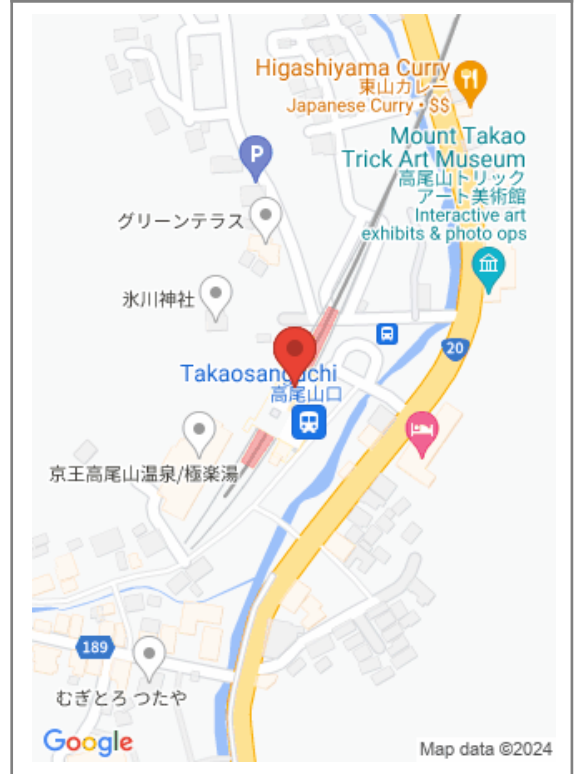 Higashiyama Curry
東山カレー
Japanese Curry・$$
Mount Takao
Trick Art Museum
高尾山トリック
アート美術館
Interactive art
exhibits & photo ops
P
グリーンテラス
氷川神社
20
Takaosanguchi
高尾山口
京王高尾山温泉/極楽湯
189
むぎとろ つたや
Google
Map data ©2024